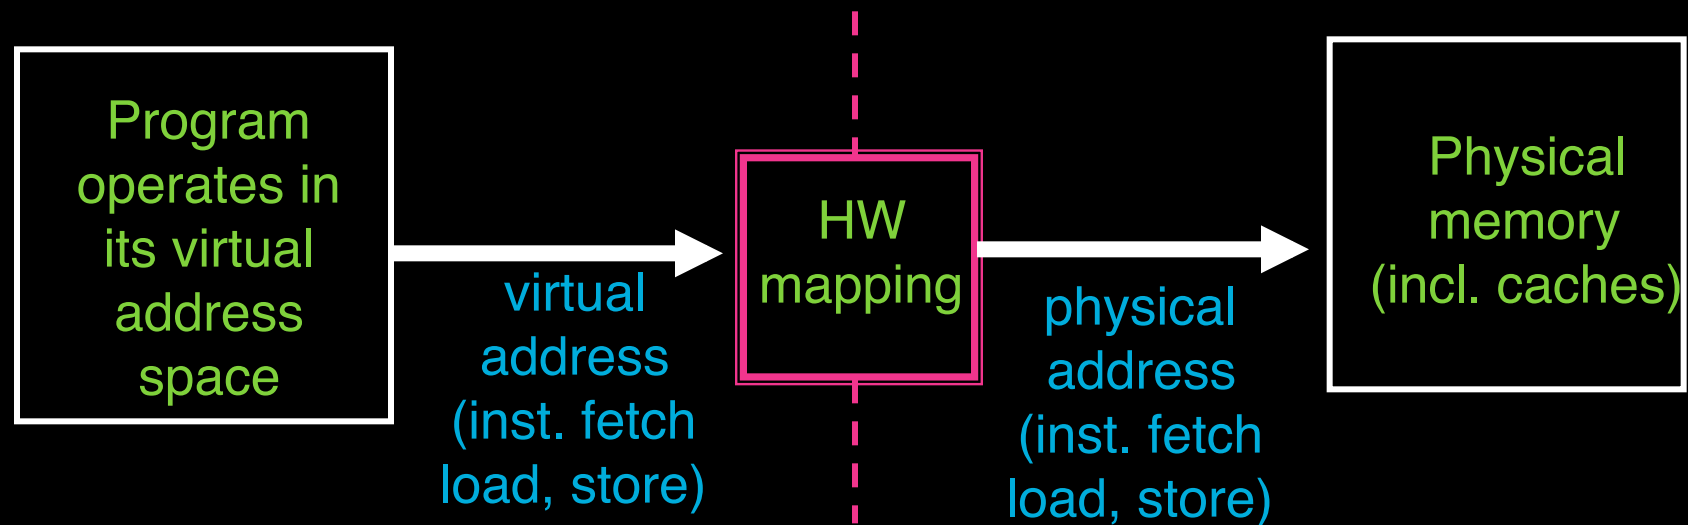 Program
operates in
its virtual
address
space
virtual
address
(inst. fetch
load, store)
HW
mapping
physical
address
(inst. fetch
load, store)
Physical
memory
(incl. caches)